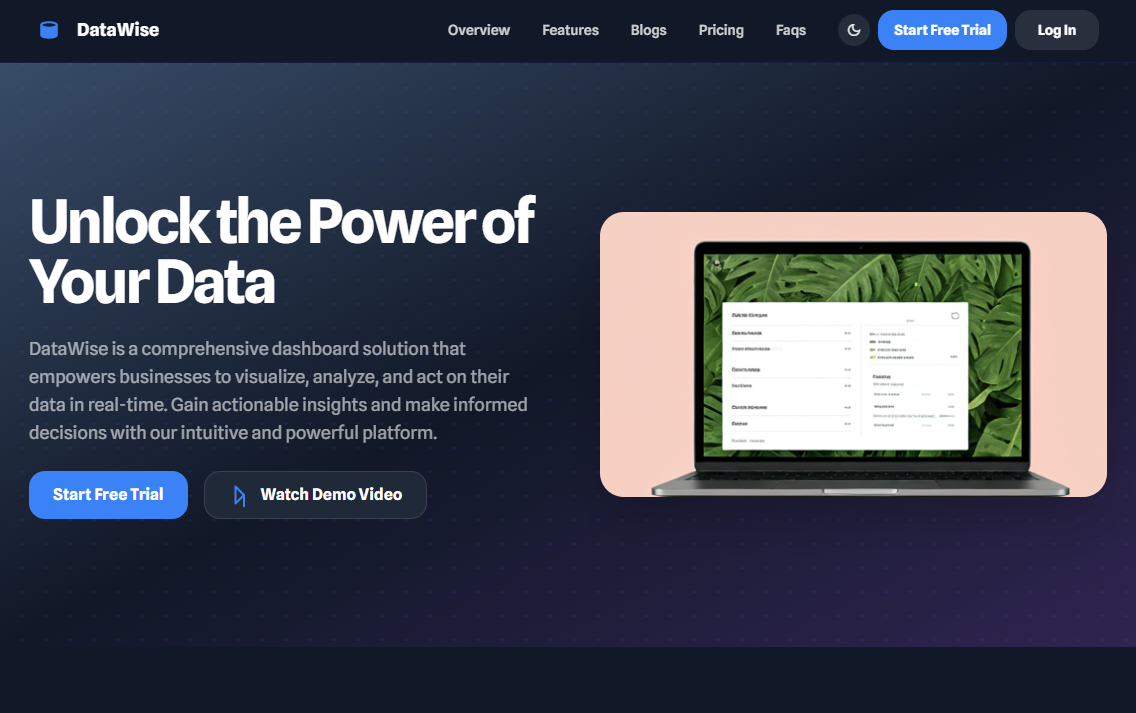 DataWise
Overview
Features
Blogs
Pricing
Faqs
Start Free Trial
Log In
Unlock the Power of
Your Data
DataWise is a comprehensive dashboard solution that
empowers businesses to visualize, analyze, and act on their
data in real-time. Gain actionable insights and make informed
decisions with our intuitive and powerful platform.
Start Free Trial
Watch Demo Video